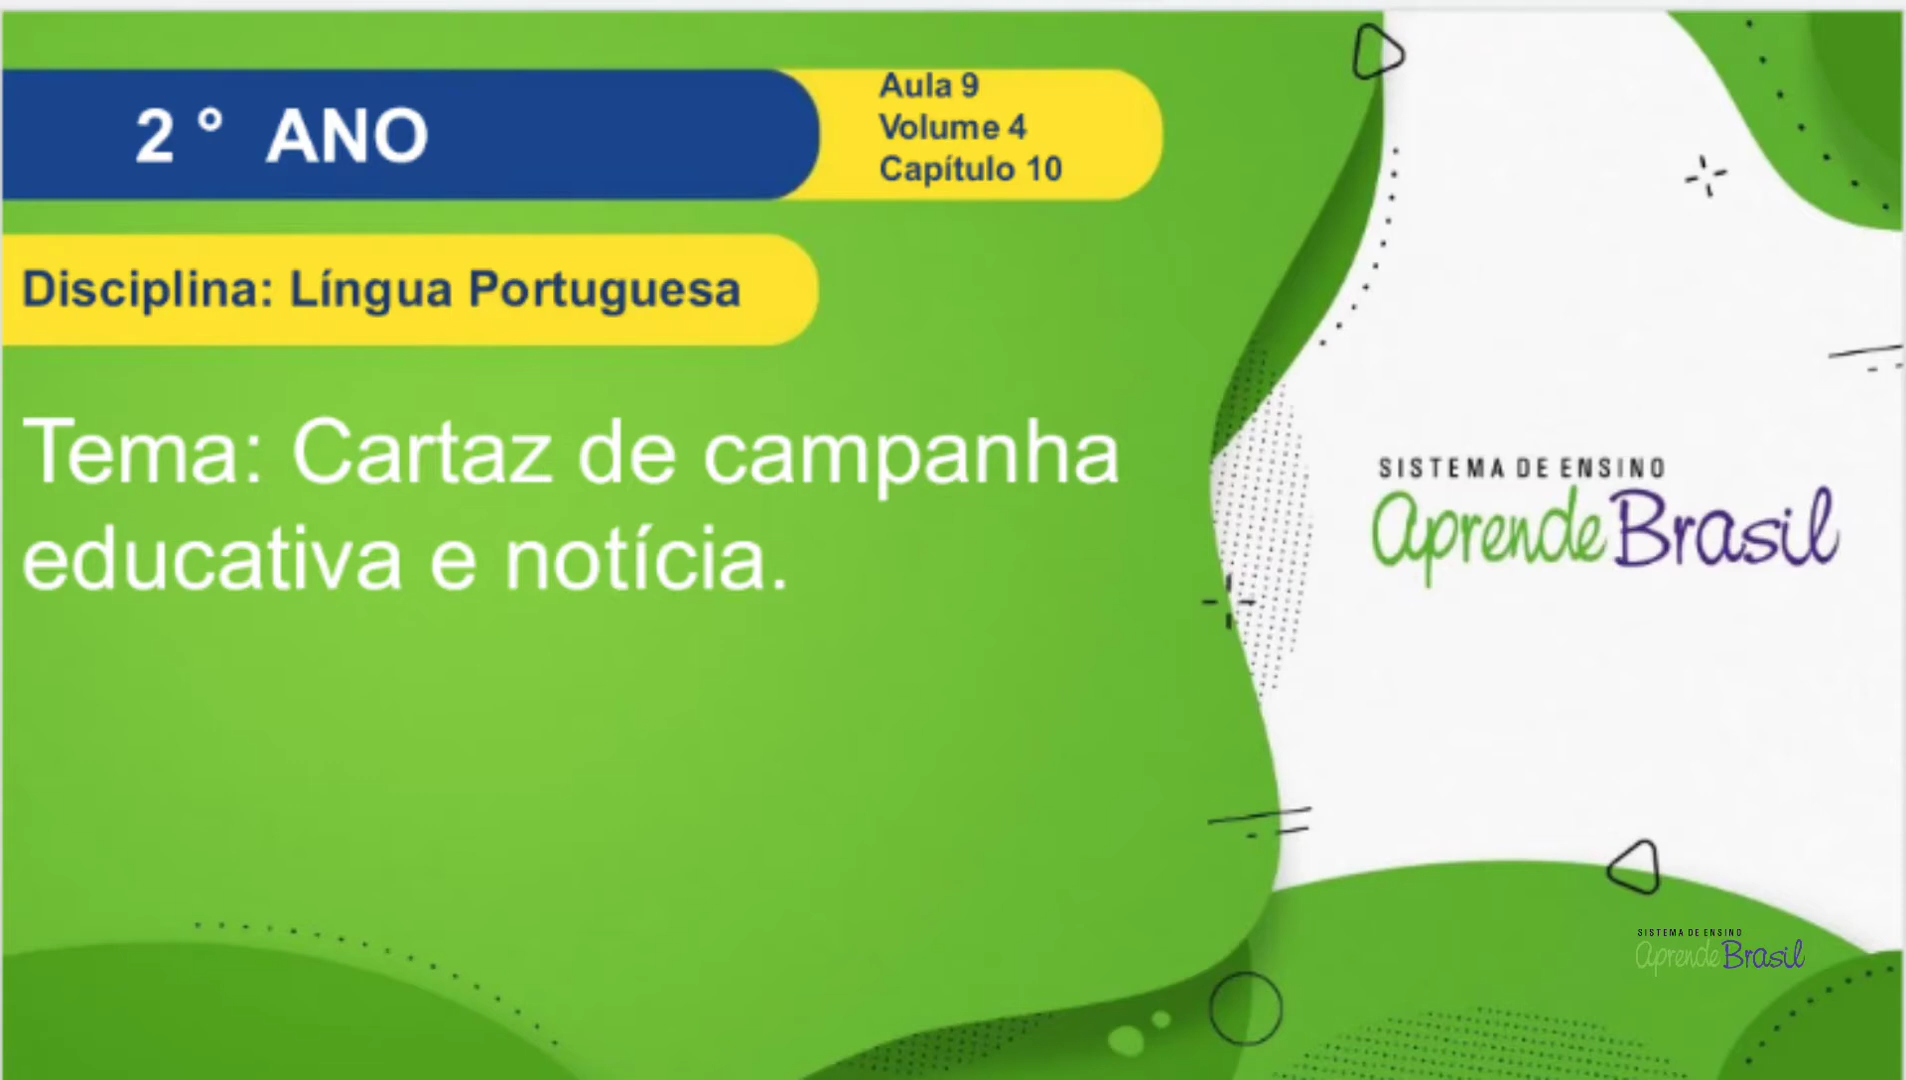 2 ° ANO
Aula 9
Volume 4
Capítulo 10
Disciplina: Língua Portuguesa
Tema: Cartaz de campanha
educativa e notícia.
SISTEMA DE ENSINO
aprende Brasil
SISTEMA DE ENSINO
aprende Brasil